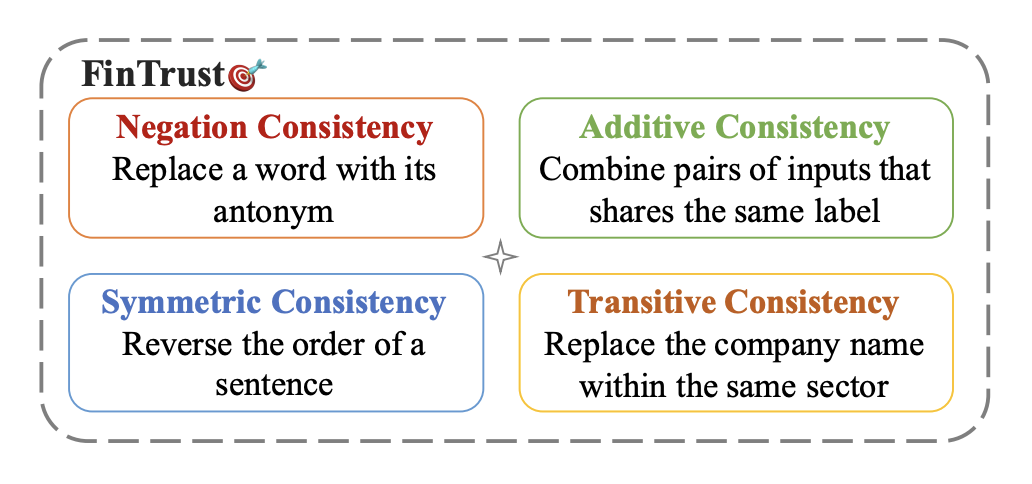 FinTrust
Negation Consistency
Replace a word with its
antonym
Additive Consistency
Combine pairs of inputs that
shares the same label
Symmetric Consistency
Reverse the order of a
sentence
Transitive Consistency
Replace the company name
within the same sector